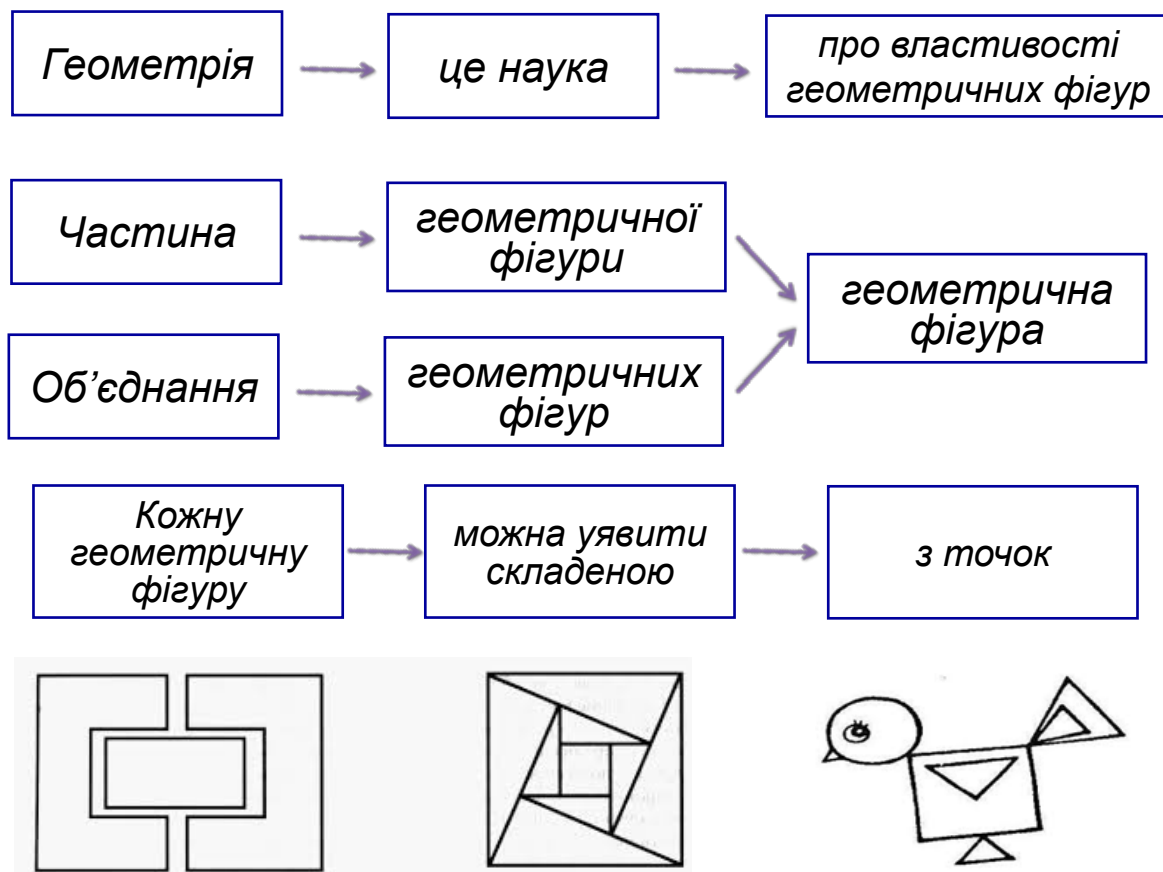 Геометрія
це наука
про властивості
геометричних фігур
Частина
геометричної
фігури
геометрична
фігура
Об’єднання
геометричних
фігур
Кожну
геометричну
фігуру
можна уявити
складеною
з точок